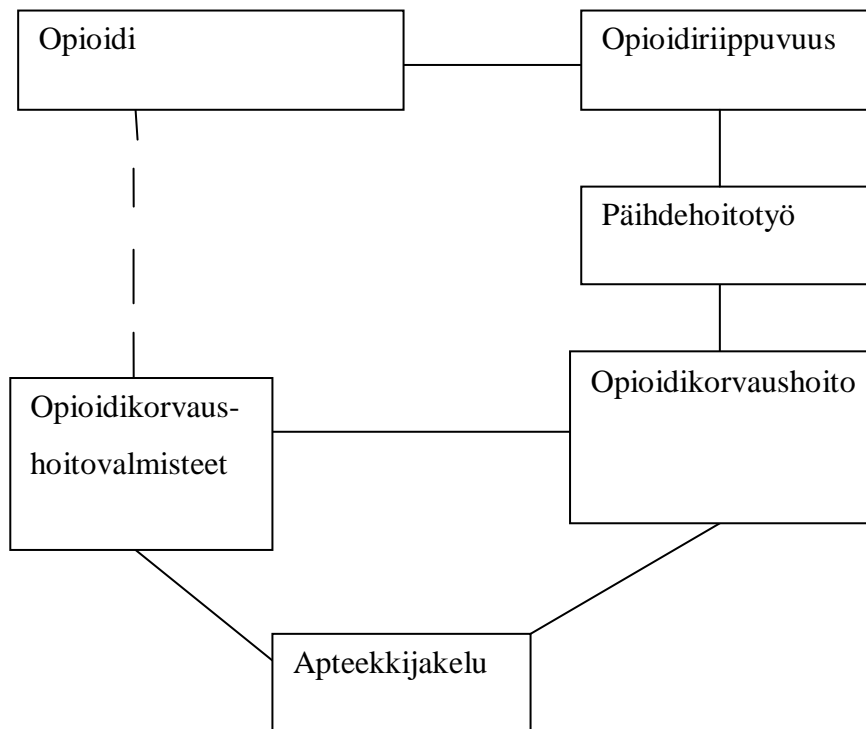 Opioidi
Opioidiriippuvuus
Päihdehoitotyö
Opioidikorvaus-
hoitovalmisteet
Opioidikorvaushoito
Apteekkijakelu